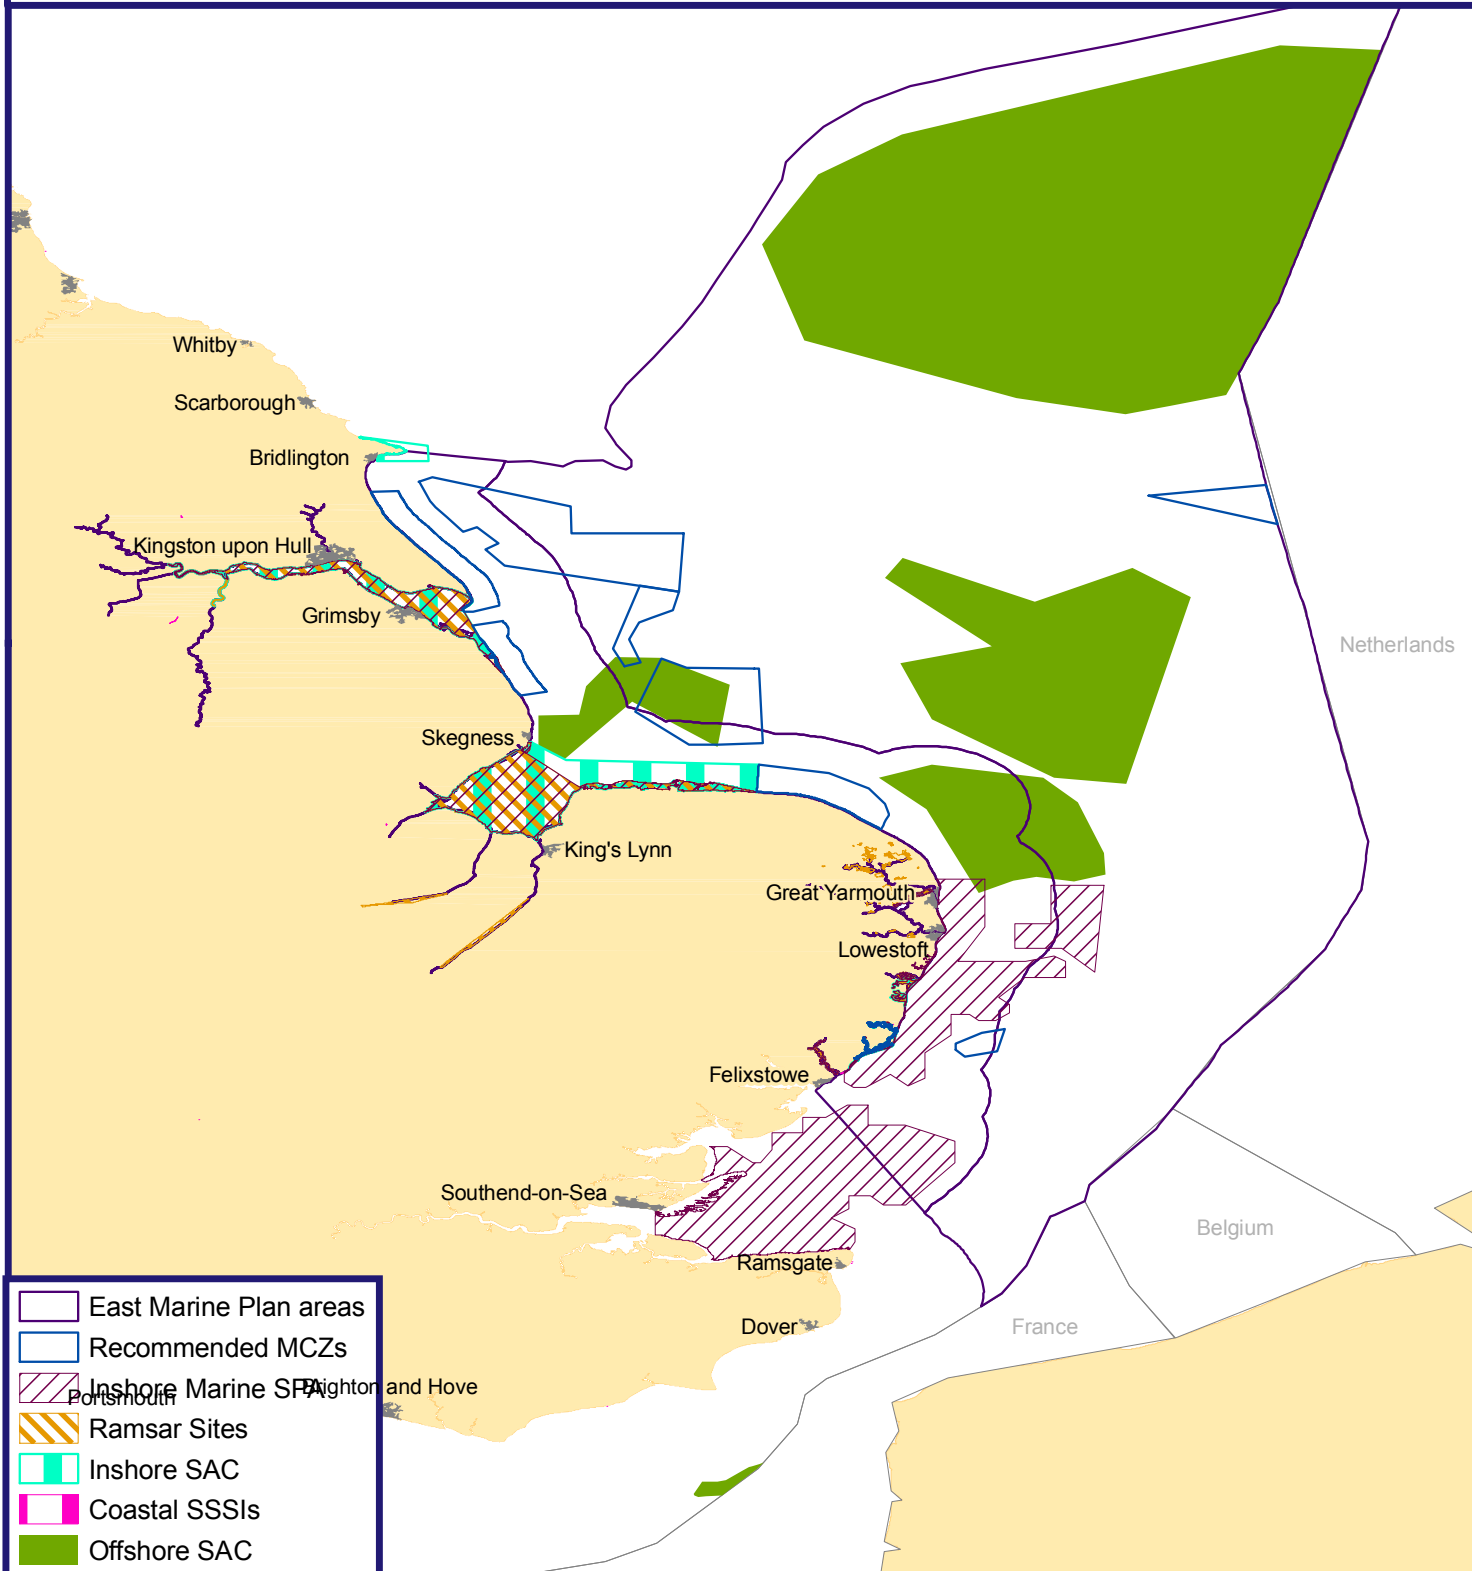 Whitby
Scarborough
Bridlington
Kingston upon Hull
Grimsby
Netherlands
Skegness
King's Lynn
Great Yarmouth
Lowestoft
Felixstowe
Southend-on-Sea
Belgium
Ramsgate
Dover
France
East Marine Plan areas
Recommended MCZs
Inshore Marine SPA
Portsmouth
Brighton and Hove
Ramsar Sites
Inshore SAC
Coastal SSSIs
Offshore SAC